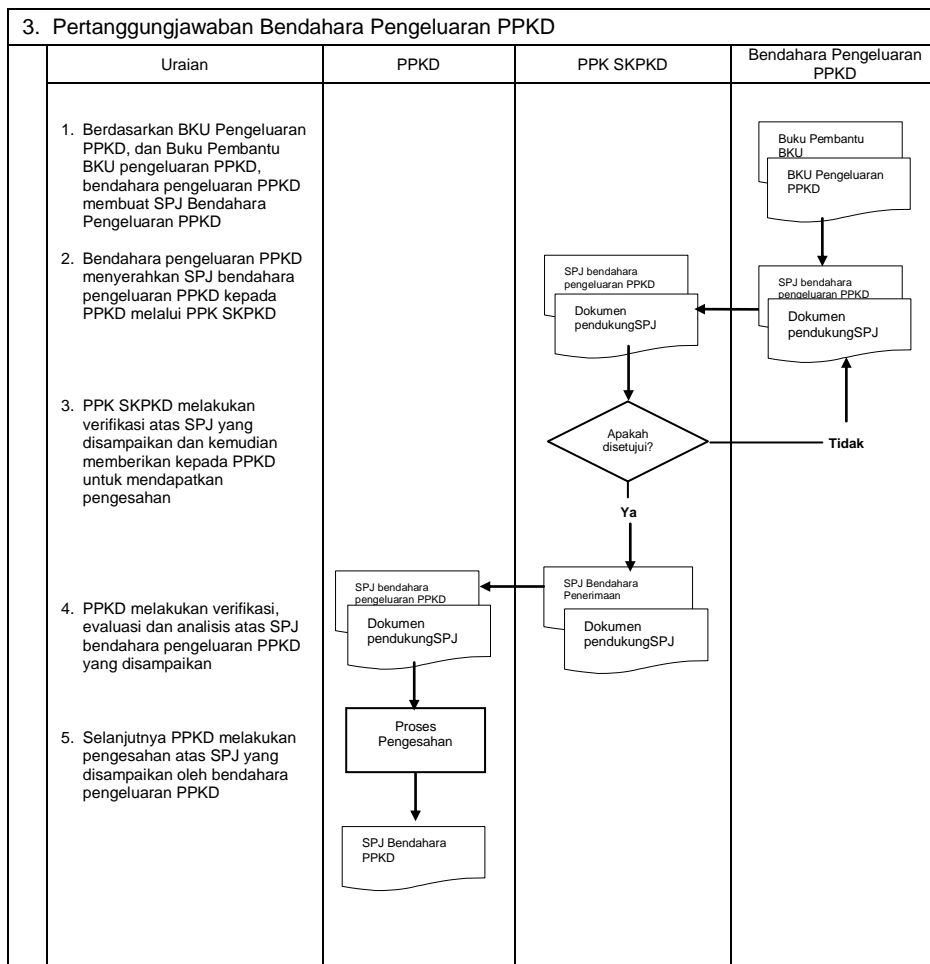 3. Pertanggungjawaban Bendahara Pengeluaran PPKD
Uraian
PPKD
PPK SKPKD
Bendahara Pengeluaran
PPKD
1. Berdasarkan BKU Pengeluaran
PPKD, dan Buku Pembantu
BKU pengeluaran PPKD,
bendahara pengeluaran PPKD
membuat SPJ Bendahara
Pengeluaran PPKD
2. Bendahara pengeluaran PPKD
menyerahkan SPJ bendahara
pengeluaran PPKD kepada
PPKD melalui PPK SKPKD
3. PPK SKPKD melakukan
verifikasi atas SPJ yang
disampaikan dan kemudian
memberikan kepada PPKD
untuk mendapatkan
pengesahan
4. PPKD melakukan verifikasi,
evaluasi dan analisis atas SPJ
bendahara pengeluaran PPKD
yang disampaikan
5. Selanjutnya PPKD melakukan
pengesahan atas SPJ yang
disampaikan oleh bendahara
pengeluaran PPKD
Buku Pembantu
BKU
BKU Pengeluaran
PPKD
SPJ bendahara
pengeluaran PPKD
Dokumen
pendukungSPJ
SPJ bendahara
pengeluaran PPKD
Dokumen
pendukungSPJ
Apakah
disetujui?
Tidak
Ya
SPJ Bendahara
Penerimaan
Dokumen
pendukungSPJ
SPJ bendahara
pengeluaran PPKD
Dokumen
pendukungSPJ
Proses
Pengesahan
SPJ Bendahara
PPKD